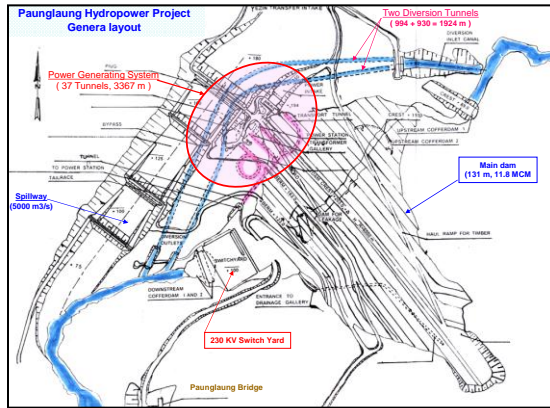 Paunglaung Hydropower Project
Genera layout
YEZIN TRANSFER INTAKE
Two Diversion Tunnels
(994 + 930 = 1924 m )
DIVERSION
INLET CANAL
Power Generating System
( 37 Tunnels, 3367 m )
BYPASS
TRANSPORT TUNNEL
UPSTREAM COFFERDAM 1
UPSTREAM COFFERDAM 2
POWER STATION
TRANSFORMER
GALLERY
TUNNEL
TO POWER STATION
TAILRACE
Main dam
(131 m, 11.8 MCM)
Spillway
(5000 m3/s)
HAUL RAMP FOR TIMBER
DIVERSION
OUTLETS
SWITCHYARD
DOWNSTREAM
COFFERDAM 1 AND 2
ENTRANCE TO
DRAINAGE GALLERY
230 KV Switch Yard
Paunglaung Bridge